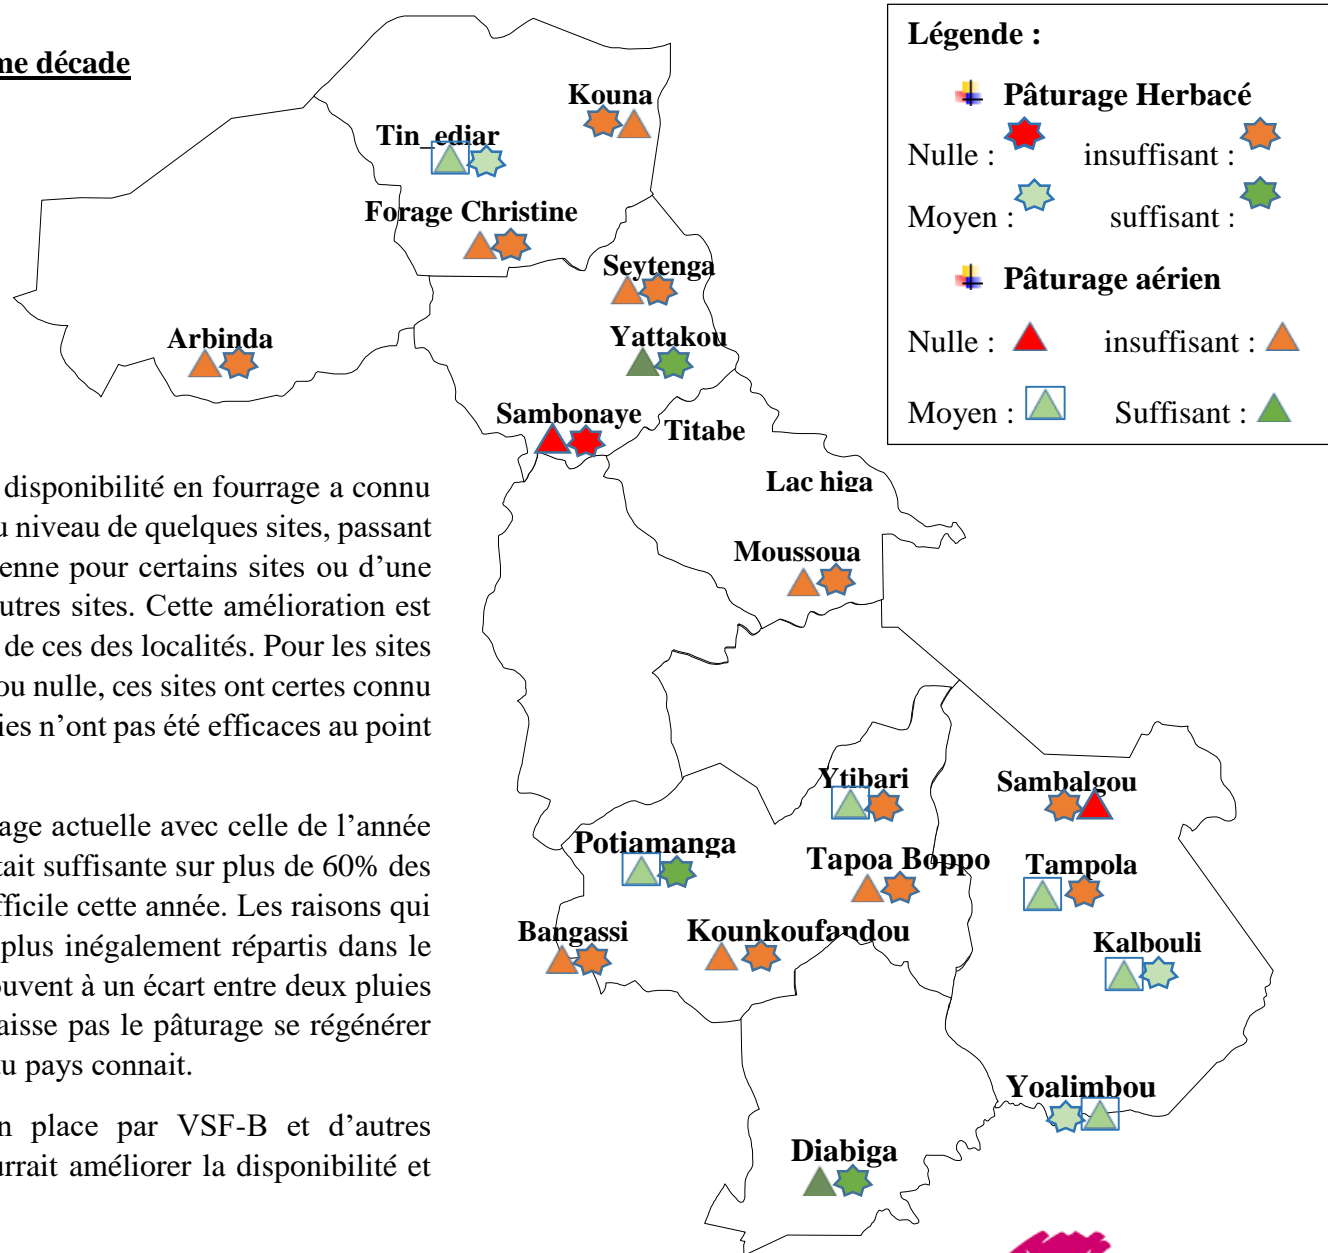 me décade
Légende :
Pâturage Herbacé
Nulle : insuffisant :
Moyen : suffisant :
Pâturage aérien
Nulle : insuffisant :
Moyen : Suffisant :
Kouna
Tin_ediar
Forage Christine
Seytenga
Yattakou
Arbinda
Sambonaye
Titabe
Lac higa
Moussoua
Ytibari
Sambalgou
Potiamanga
Tapoa Boppo
Tampola
Bangassi
Kounkoufandou
Kalbouli
Yoalimbou
Diabiga
disponibilité en fourrage a connu
u niveau de quelques sites, passant
enne pour certains sites ou d’une
utres sites. Cette amélioration est
de ces des localités. Pour les sites
ou nulle, ces sites ont certes connu
ies n’ont pas été efficaces au point
age actuelle avec celle de l’année
tait suffisante sur plus de 60% des
fficile cette année. Les raisons qui
plus inégalement répartis dans le
ouvent à un écart entre deux pluies
aisse pas le pâturage se régénérer
u pays connait.
n place par VSF-B et d’autres
urrait améliorer la disponibilité et